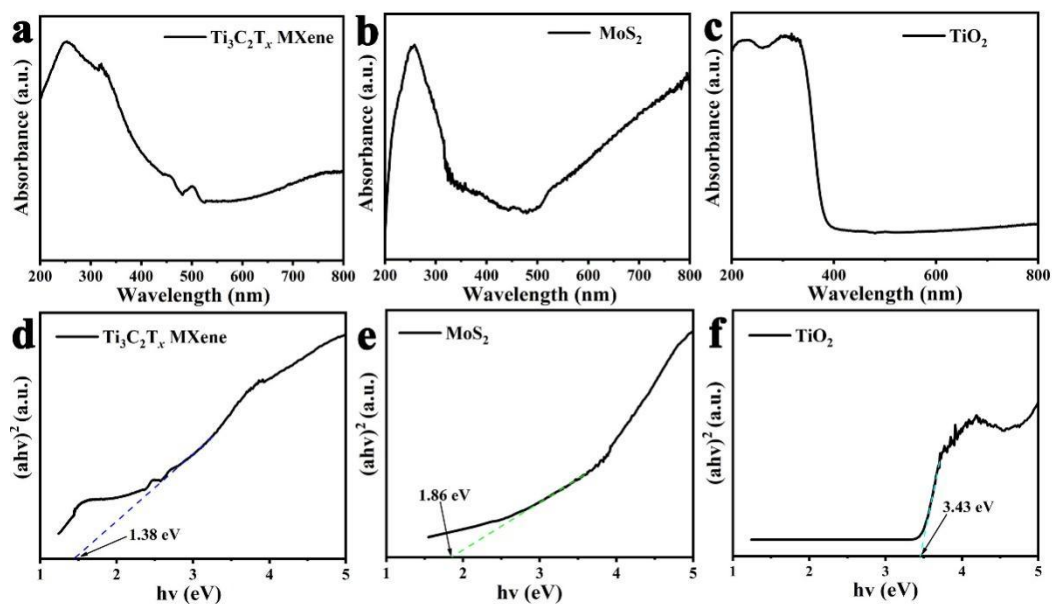 a
Ti₃C₂Tₓ MXene
Absorbance (a.u.)
200 300 400 500 600 700 800
Wavelength (nm)
b
MoS₂
Absorbance (a.u.)
200 300 400 500 600 700 800
Wavelength (nm)
c
TiO₂
Absorbance (a.u.)
200 400 600 800
Wavelength (nm)
d
Ti₃C₂Tₓ MXene
(ahv)² (a.u.)
1.38 eV
1 2 3 4 5
hv (eV)
e
MoS₂
(ahv)² (a.u.)
1.86 eV
1 2 3 4 5
hv (eV)
f
TiO₂
(ahv)² (a.u.)
3.43 eV
1 2 3 4 5
hv (eV)